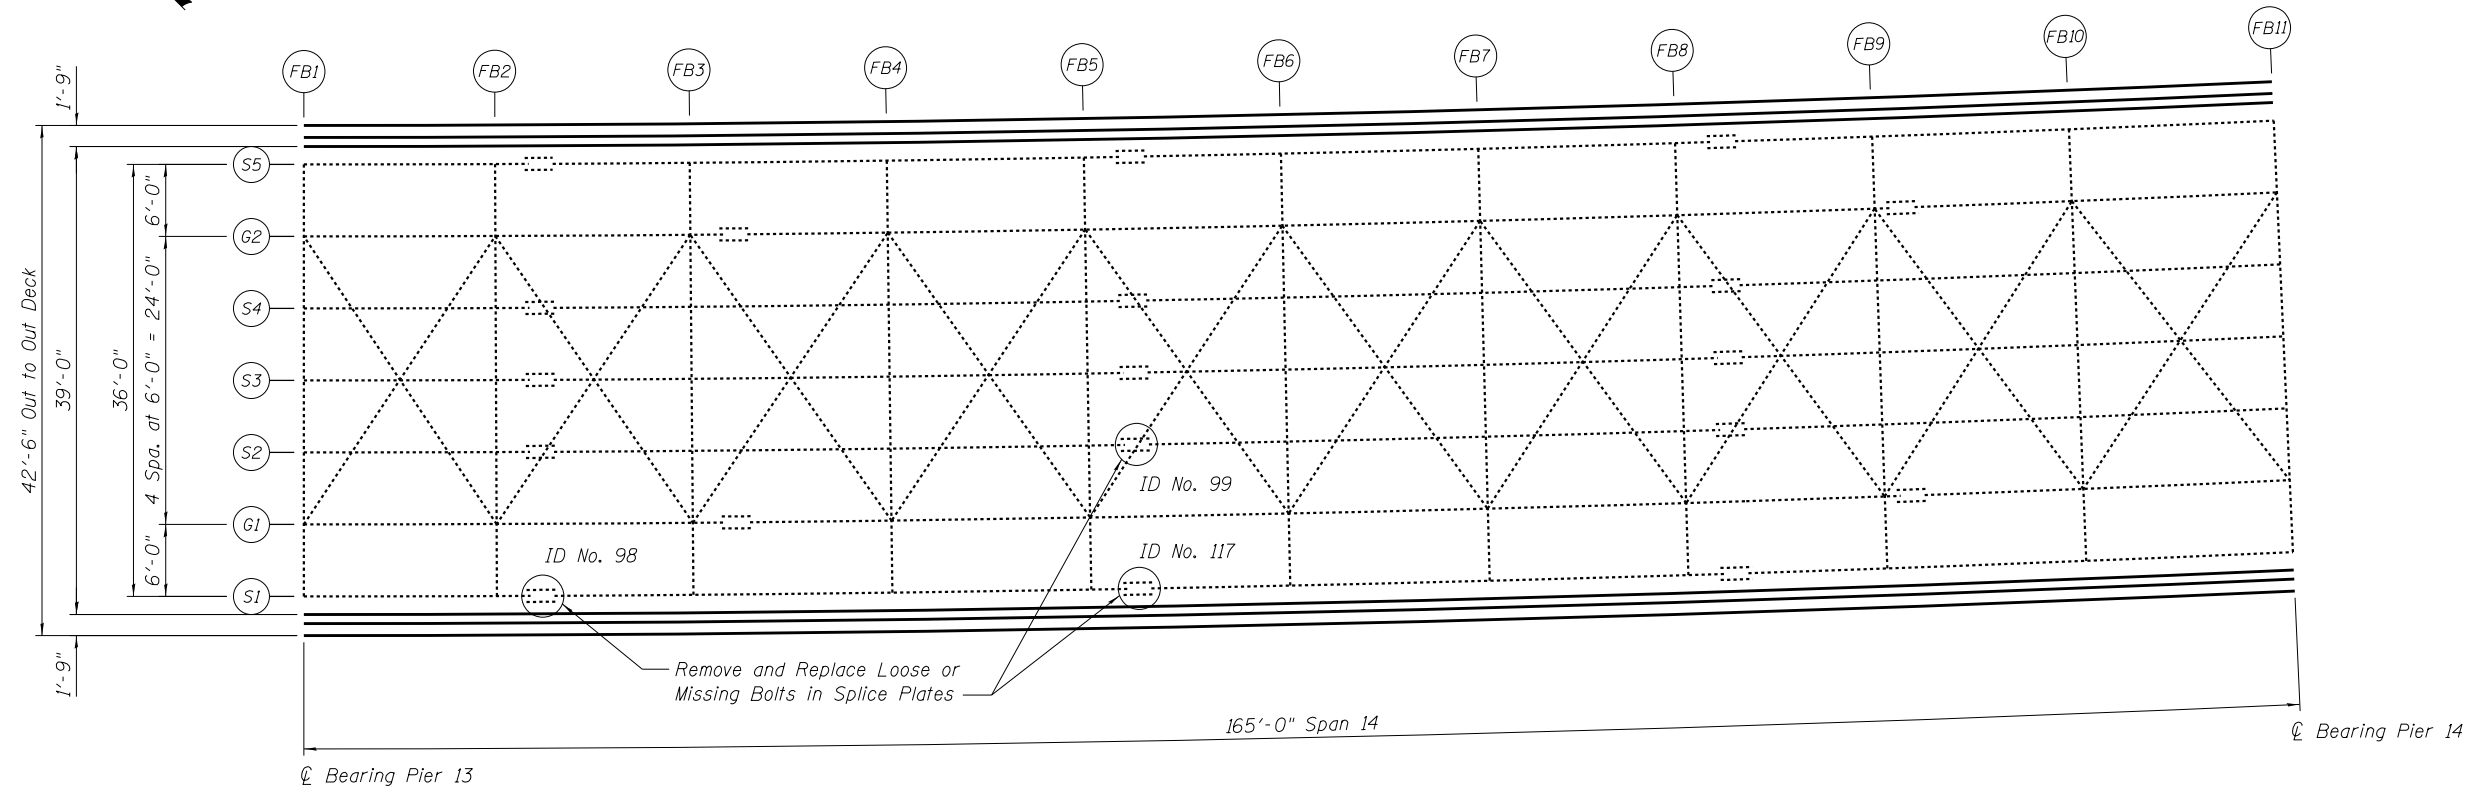 FB1
FB2
FB3
FB4
FB5
FB6
FB7
FB8
FB9
FB10
FB11
1'-9"
42'-6" Out to Out Deck
39'-0"
36'-0"
6'-0"
4 Spa. at 6'-0" = 24'-0"
6'-0"
1'-9"
S5
G2
S4
S3
S2
G1
S1
ID No. 99
ID No. 98
ID No. 117
Remove and Replace Loose or
Missing Bolts in Splice Plates
165'-0" Span 14
℄ Bearing Pier 14
℄ Bearing Pier 13